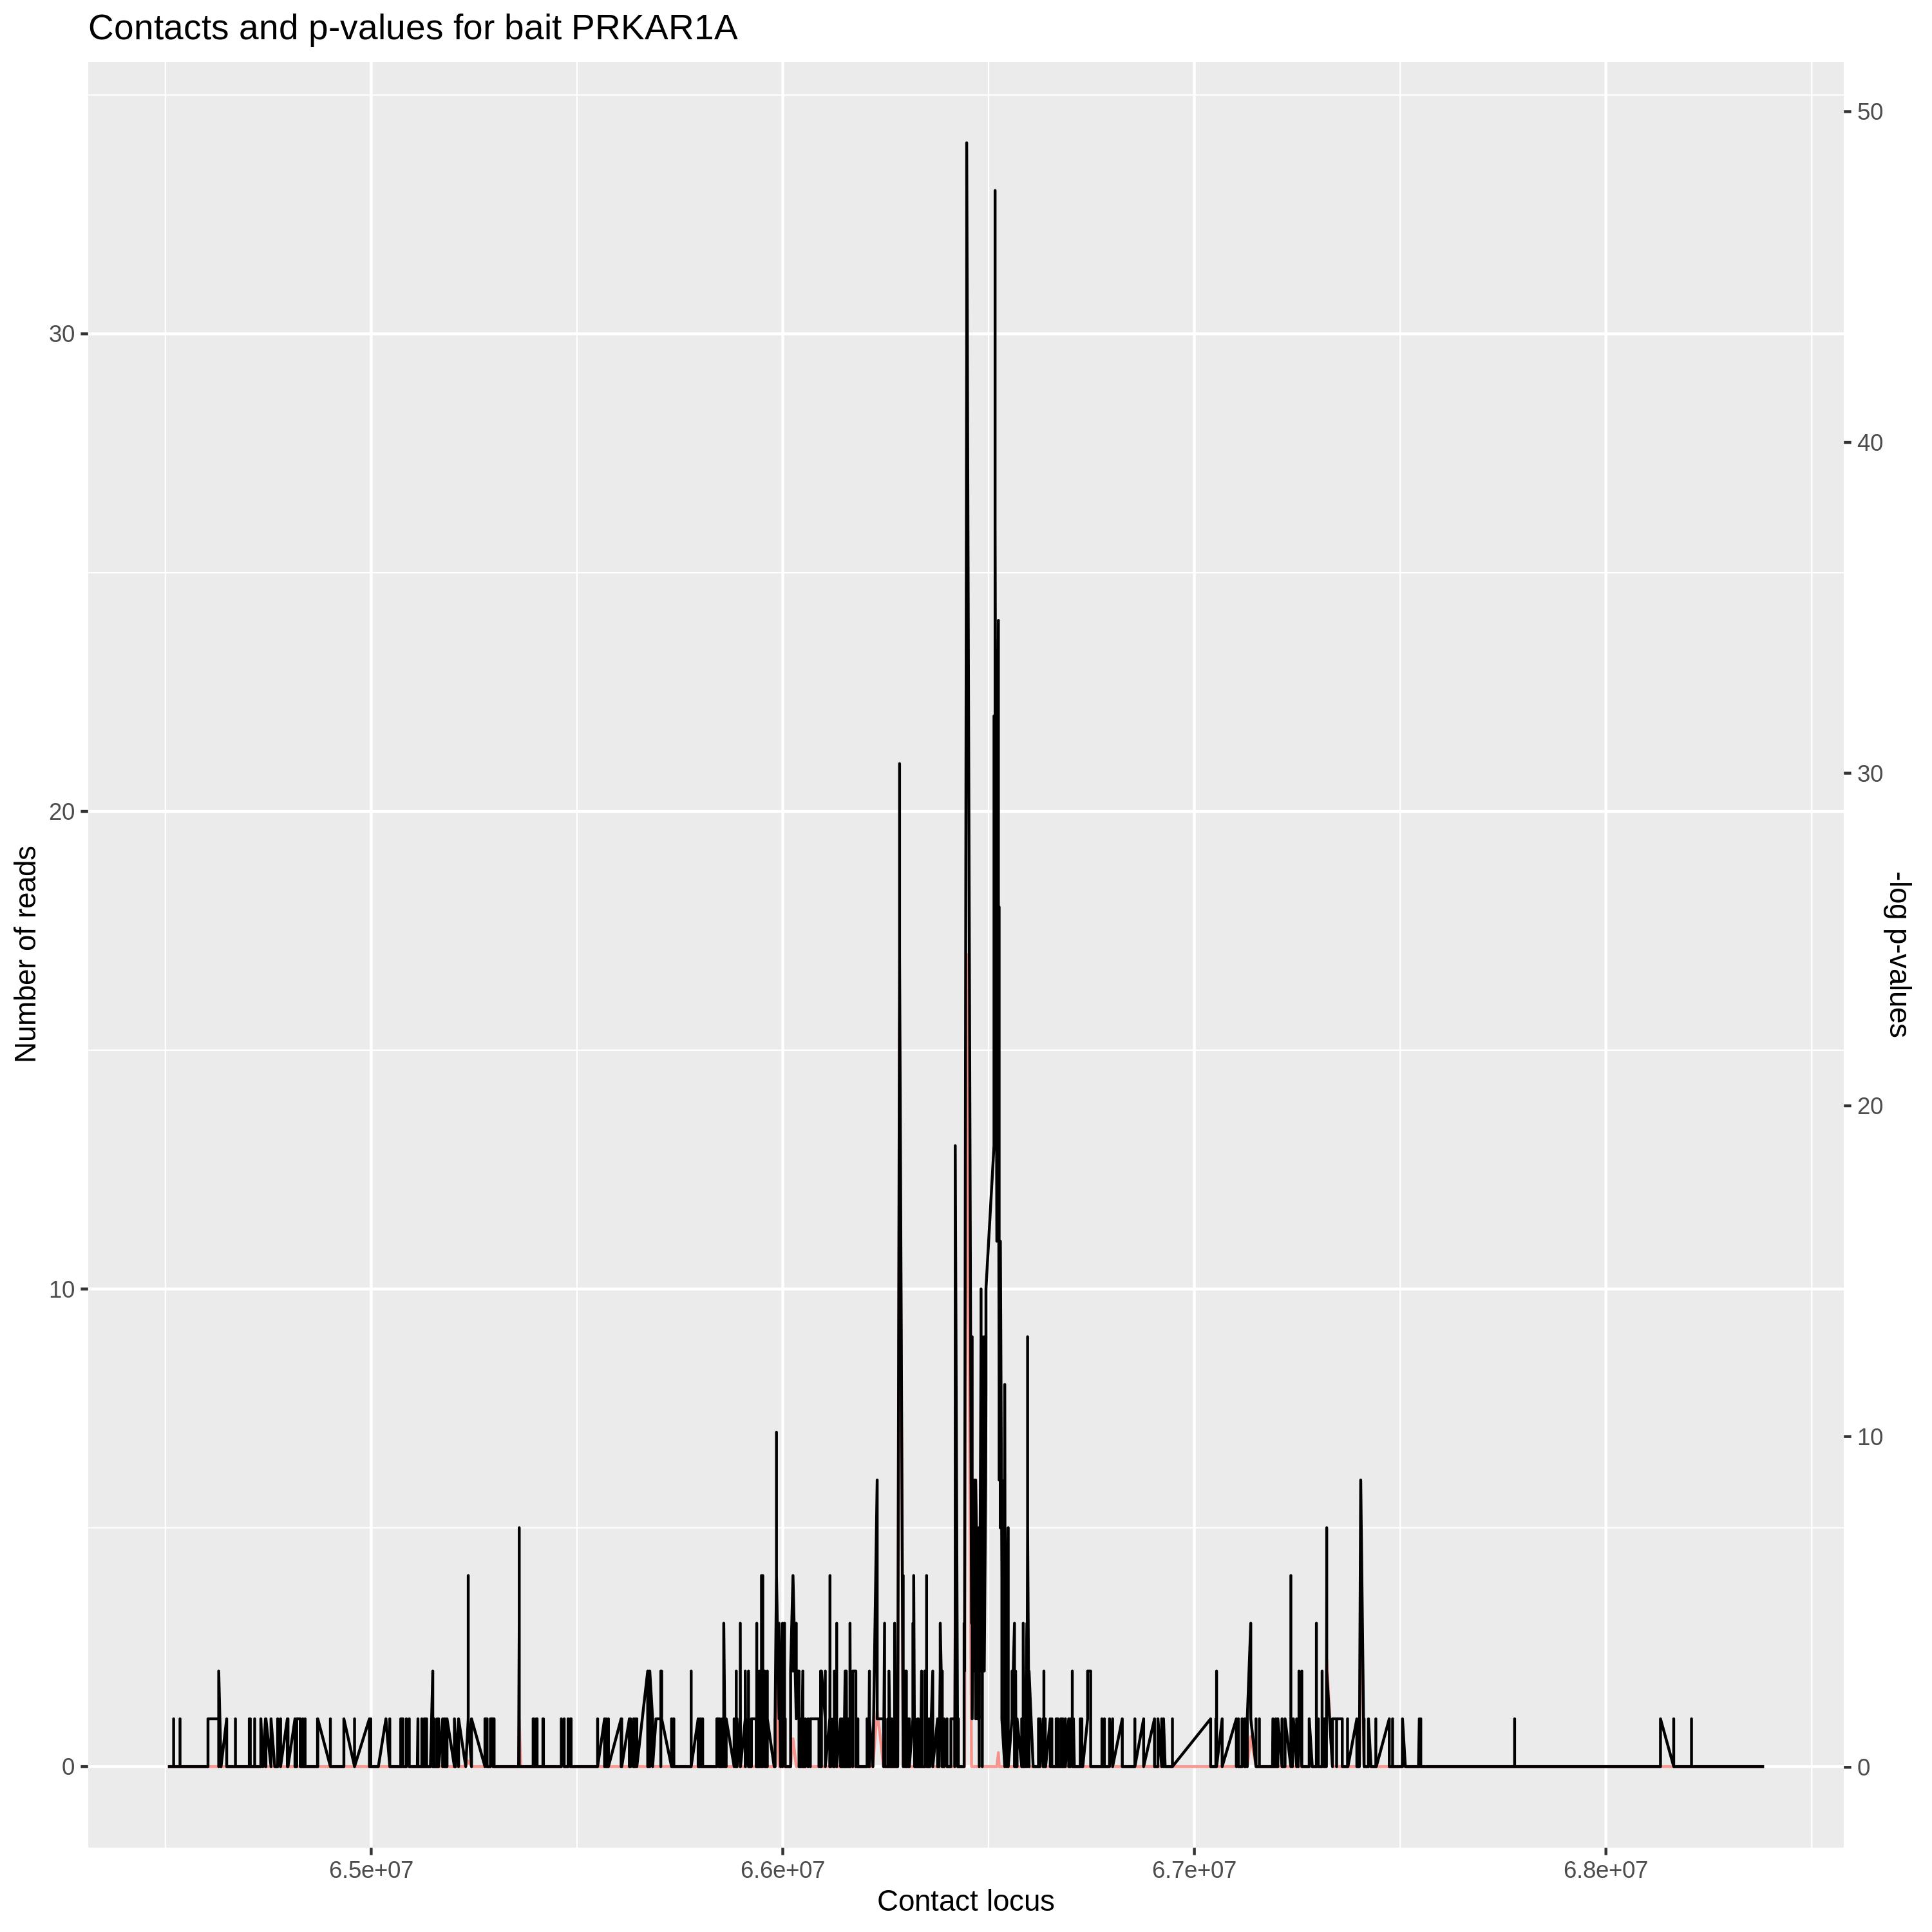 Contacts and p-values for bait PRKAR1A
50
40
30
20
10
0
30
20
10
0
Number of reads
-log p-values
6.5e+07
6.6e+07
6.7e+07
6.8e+07
Contact locus